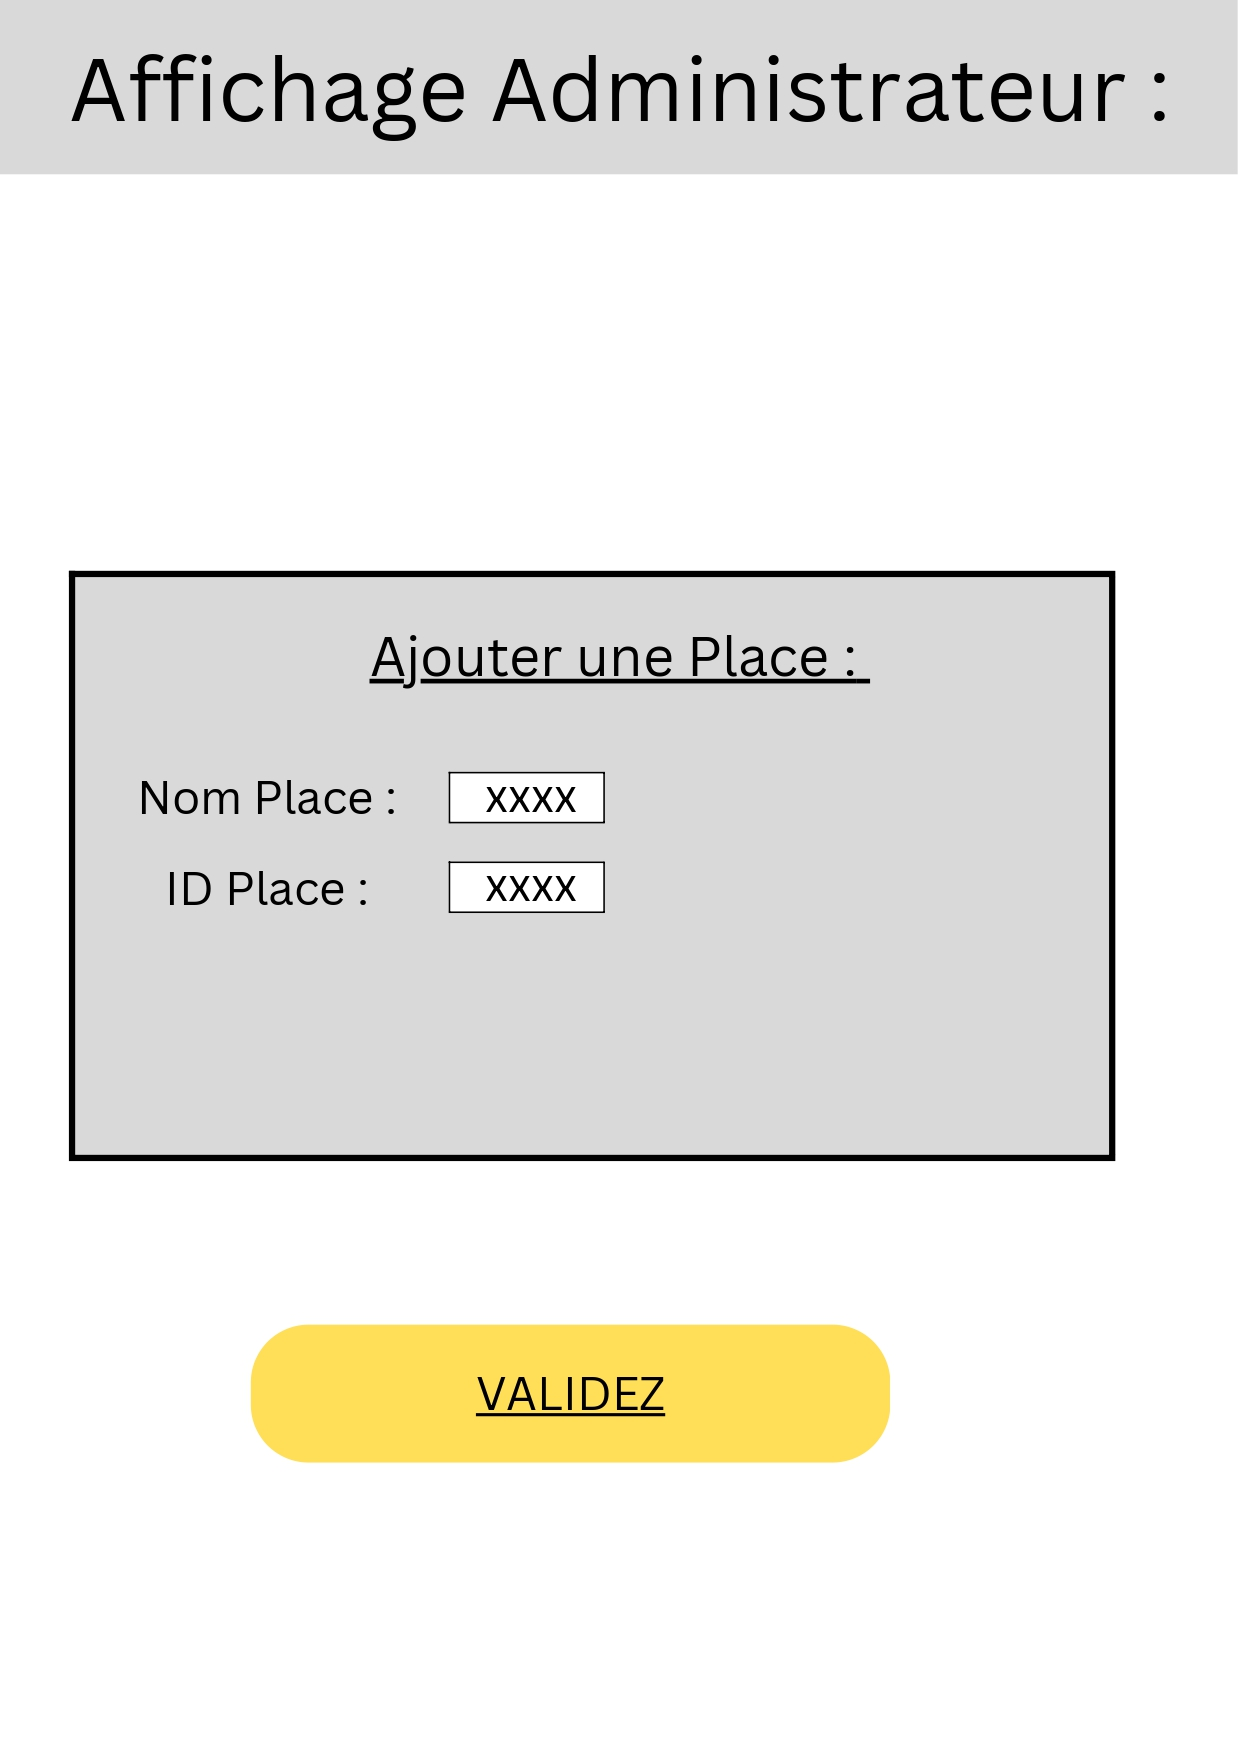 Affichage Administrateur :
Ajouter une Place :
Nom Place : xxxx
ID Place : xxxx
VALIDEZ